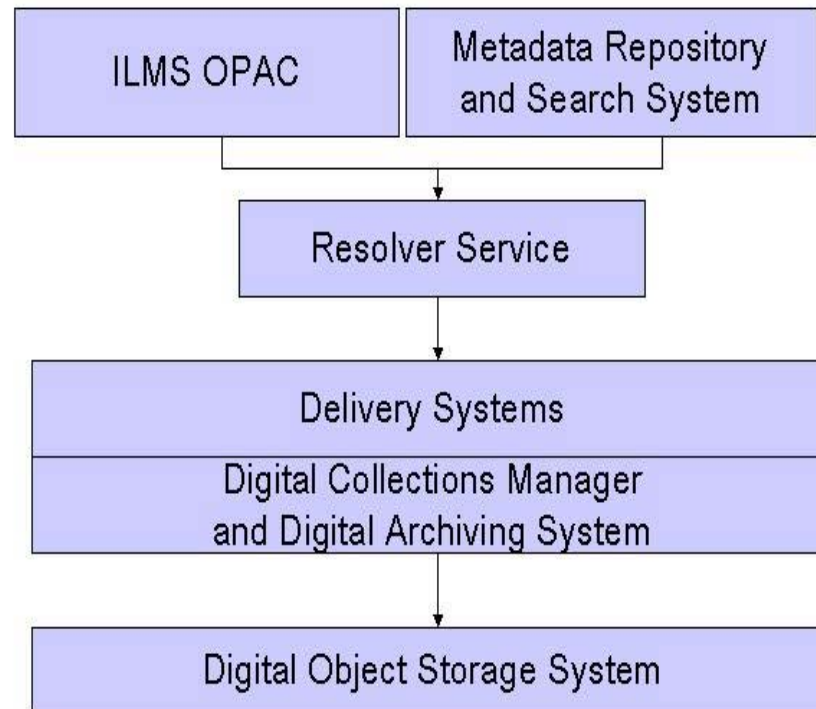 ILMS OPAC
Metadata Repository
and Search System
Resolver Service
Delivery Systems
Digital Collections Manager
and Digital Archiving System
Digital Object Storage System